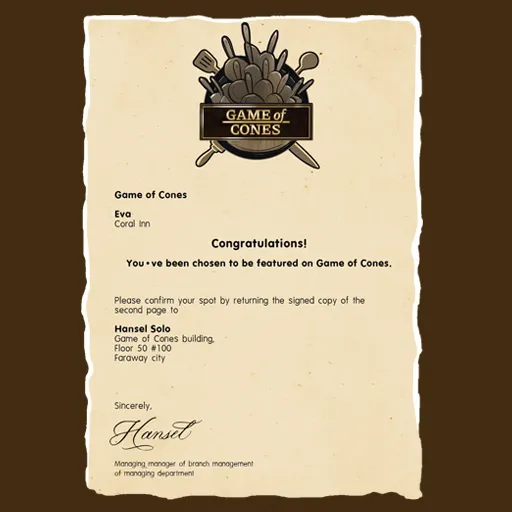 GAME of
CONES
Game of Cones
Eva
Coral Inn
Congratulations!
You•ve been chosen to be featured on Game of Cones.
Please confirm your spot by returning the signed copy of the
second page to
Hansel Solo
Game of Cones building,
Floor 50 #100
Faraway city
Sincerely,
Hansel
Managing manager of branch management
of managing department